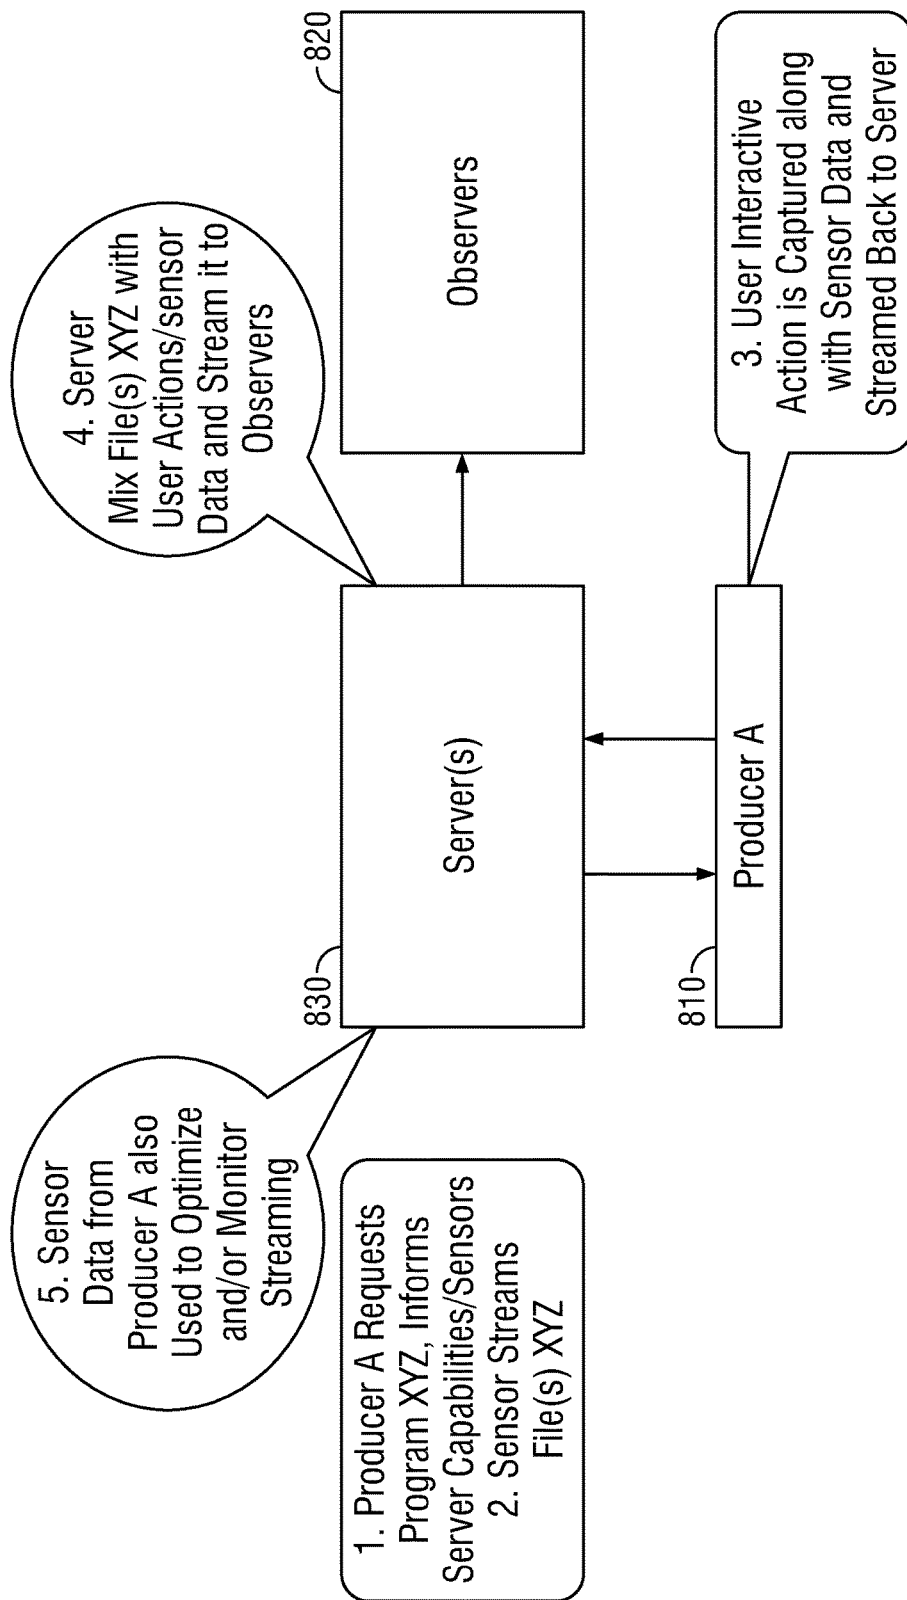 5. Sensor
Data from
Producer A also
Used to Optimize
and/or Monitor
Streaming
4. Server
Mix File(s) XYZ with
User Actions/sensor
Data and Stream it to
Observers
1. Producer A Requests
Program XYZ, Informs
Server Capabilities/Sensors
2. Sensor Streams
File(s) XYZ
830
Server(s)
820
Observers
810
Producer A
3. User Interactive
Action is Captured along
with Sensor Data and
Streamed Back to Server